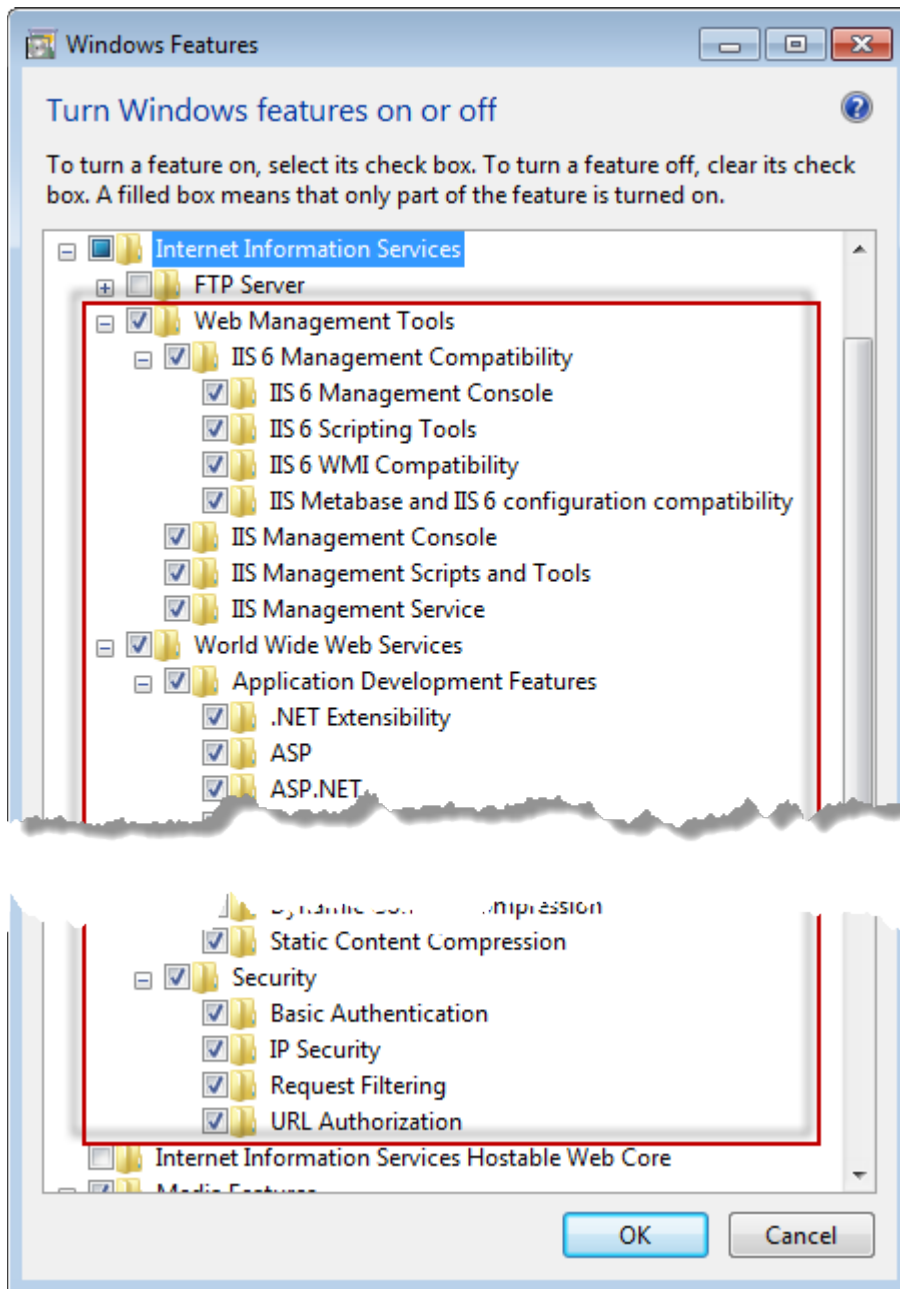 Windows Features
Turn Windows features on or off
To turn a feature on, select its check box. To turn a feature off, clear its check
box. A filled box means that only part of the feature is turned on.
Internet Information Services
FTP Server
Web Management Tools
IIS 6 Management Compatibility
IIS 6 Management Console
IIS 6 Scripting Tools
IIS 6 WMI Compatibility
IIS Metabase and IIS 6 configuration compatibility
IIS Management Console
IIS Management Scripts and Tools
IIS Management Service
World Wide Web Services
Application Development Features
.NET Extensibility
ASP
ASP.NET
Static Content Compression
Security
Basic Authentication
IP Security
Request Filtering
URL Authorization
Internet Information Services Hostable Web Core
Media Features
OK
Cancel